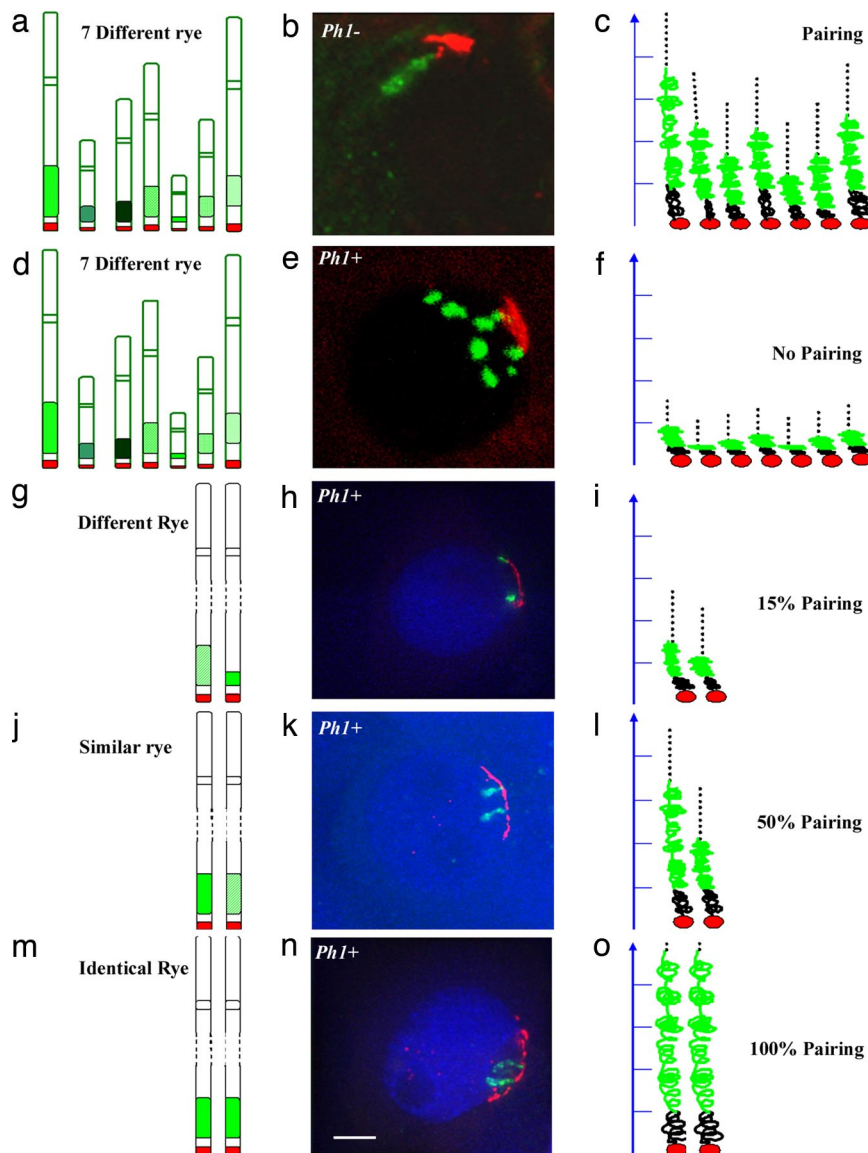 a
7 Different rye
b
Ph1-
c
Pairing
d
7 Different rye
e
Ph1+
f
No Pairing
g
Different Rye
h
Ph1+
i
15% Pairing
j
Similar rye
k
Ph1+
l
50% Pairing
m
Identical Rye
n
Ph1+
o
100% Pairing